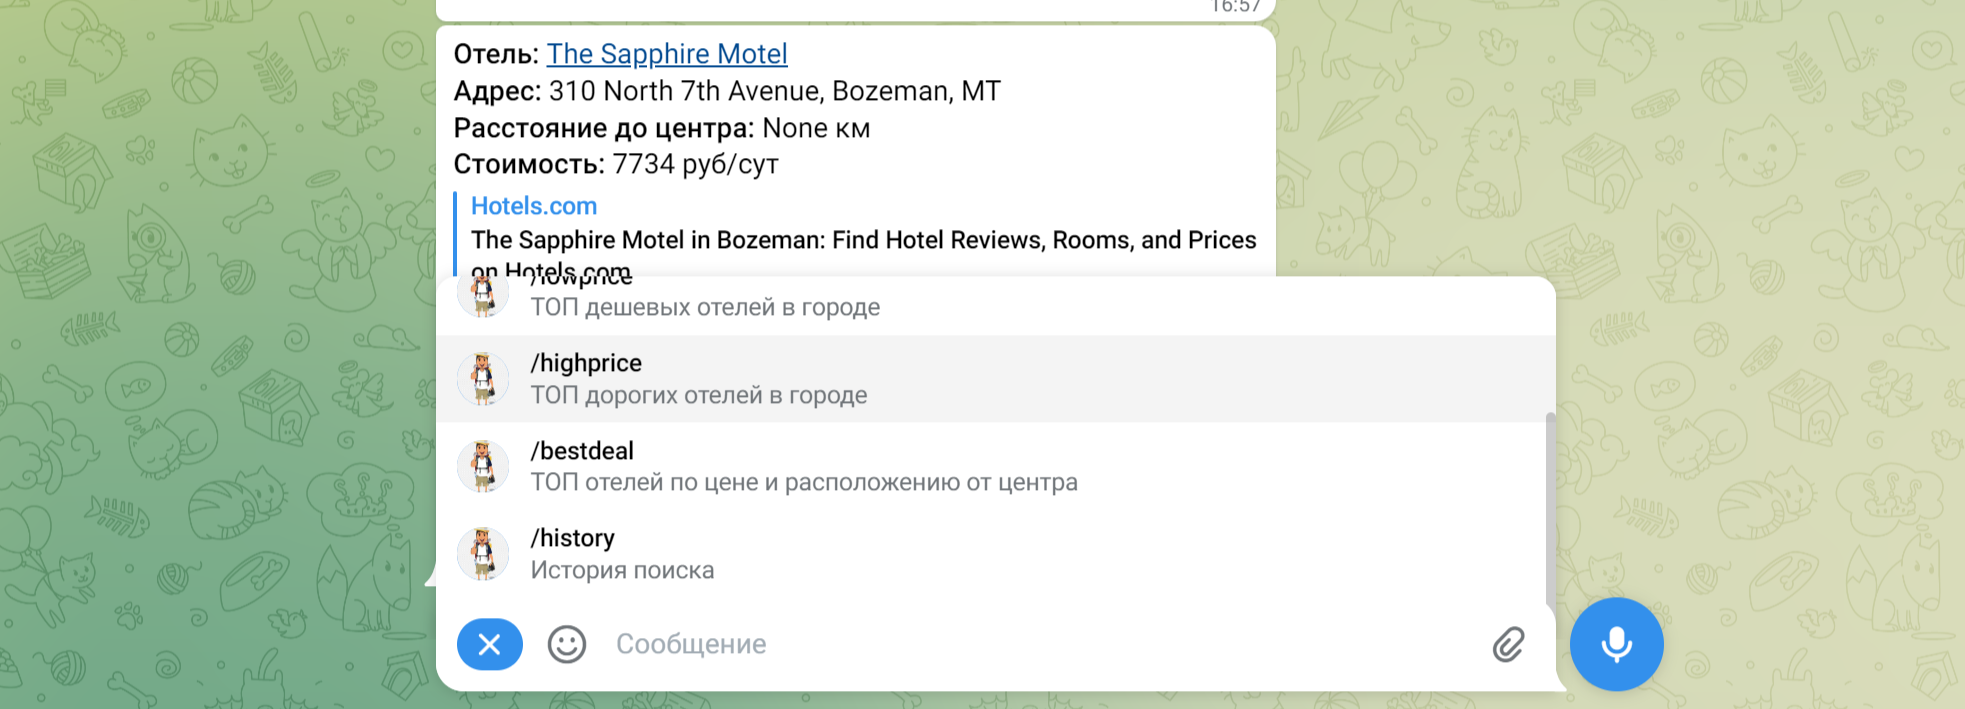 16:57
Отель: The Sapphire Motel
Адрес: 310 North 7th Avenue, Bozeman, MT
Расстояние до центра: None км
Стоимость: 7734 руб/сут
Hotels.com
The Sapphire Motel in Bozeman: Find Hotel Reviews, Rooms, and Prices
on Hotels.com
/lowprice
ТОП дешевых отелей в городе
/highprice
ТОП дорогих отелей в городе
/bestdeal
ТОП отелей по цене и расположению от центра
/history
История поиска
Сообщение